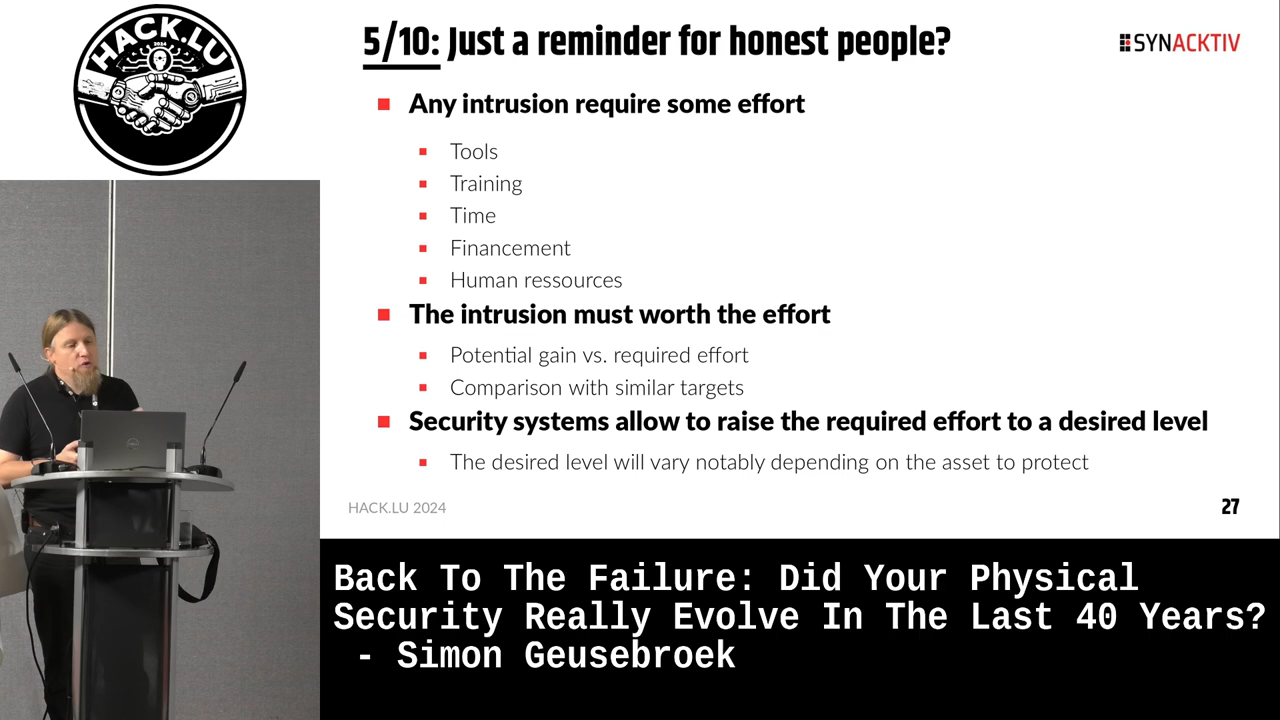 HACK.LU
2024
5/10: Just a reminder for honest people?
SYNACKTIV
Any intrusion require some effort
Tools
Training
Time
Financement
Human ressources
The intrusion must worth the effort
Potential gain vs. required effort
Comparison with similar targets
Security systems allow to raise the required effort to a desired level
The desired level will vary notably depending on the asset to protect
HACK.LU 2024
27
Back To The Failure: Did Your Physical
Security Really Evolve In The Last 40 Years?
- Simon Geusebroek